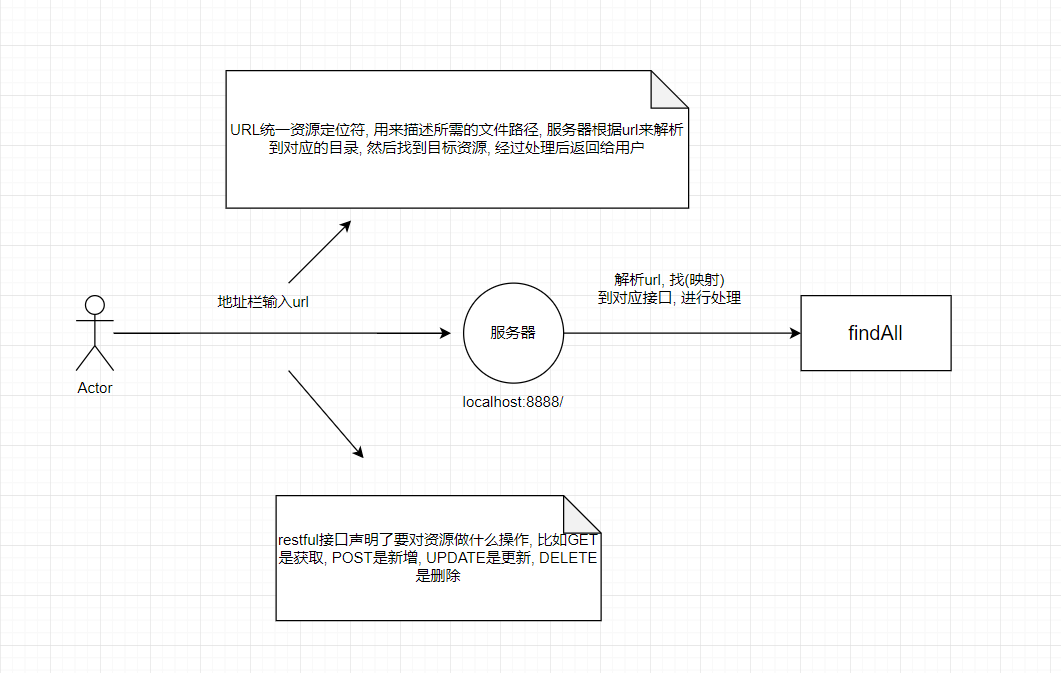 URL统一资源定位符, 用来描述所需的文件路径, 服务器根据url来解析
到对应的目录, 然后找到目标资源, 经过处理后返回给用户
地址栏输入url
解析url, 找(映射)
到对应接口, 进行处理
服务器
findAll
Actor
localhost:8888/
restful接口声明了要对资源做什么操作, 比如GET
是获取, POST是新增, UPDATE是更新, DELETE
是删除